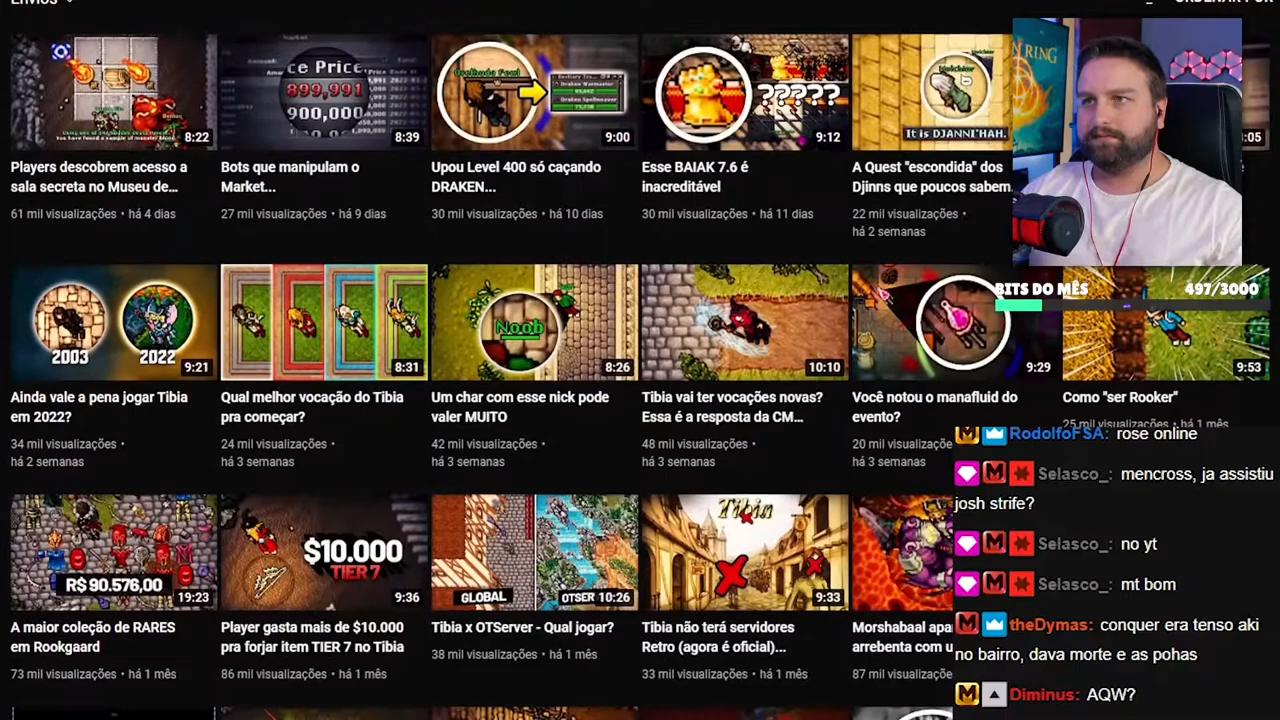 Envios
ORDENAR POR
8:22
ce Price
899,991
900,000
8:39
9:00
?????
9:12
Melchior
It is DJANNI'HAH.
:05
Players descobrem acesso a
sala secreta no Museu de...
61 mil visualizações • há 4 dias
Bots que manipulam o
Market...
27 mil visualizações • há 9 dias
Upou Level 400 só caçando
DRAKEN...
30 mil visualizações • há 10 dias
Esse BAIAK 7.6 é
inacreditável
30 mil visualizações • há 11 dias
A Quest "escondida" dos
Djinns que poucos sabem
22 mil visualizações •
há 2 semanas
N RING
BITS DO MÊS
497/3000
2003
2022
9:21
8:31
Noob
8:26
10:10
9:29
9:53
Ainda vale a pena jogar Tibia
em 2022?
34 mil visualizações •
há 2 semanas
Qual melhor vocação do Tibia
pra começar?
24 mil visualizações •
há 3 semanas
Um char com esse nick pode
valer MUITO
42 mil visualizações •
há 3 semanas
Tibia vai ter vocações novas?
Essa é a resposta da CM...
48 mil visualizações •
há 3 semanas
Você notou o manafluid do
evento?
20 mil visualizações •
há 3 semanas
Como "ser Rooker"
25 mil visualizações • há 1 mês
R$ 90.576,00
19:23
$10.000
TIER 7
9:36
GLOBAL
OTSER
10:26
Tibia
9:33
A maior coleção de RARES
em Rookgaard
73 mil visualizações • há 1 mês
Player gasta mais de $10.000
pra forjar item TIER 7 no Tibia
86 mil visualizações • há 1 mês
Tibia x OTServer - Qual jogar?
38 mil visualizações • há 1 mês
Tibia não terá servidores
Retro (agora é oficial)...
33 mil visualizações • há 1 mês
Morshabaal apa
arrebenta com u
87 mil visualizaçõe
RodolfoFSA: rose online
Selasco_: mencross, ja assistiu
josh strife?
Selasco_: no yt
Selasco_: mt bom
theDymas: conquer era tenso aki
no bairro, dava morte e as pohas
Diminus: AQW?